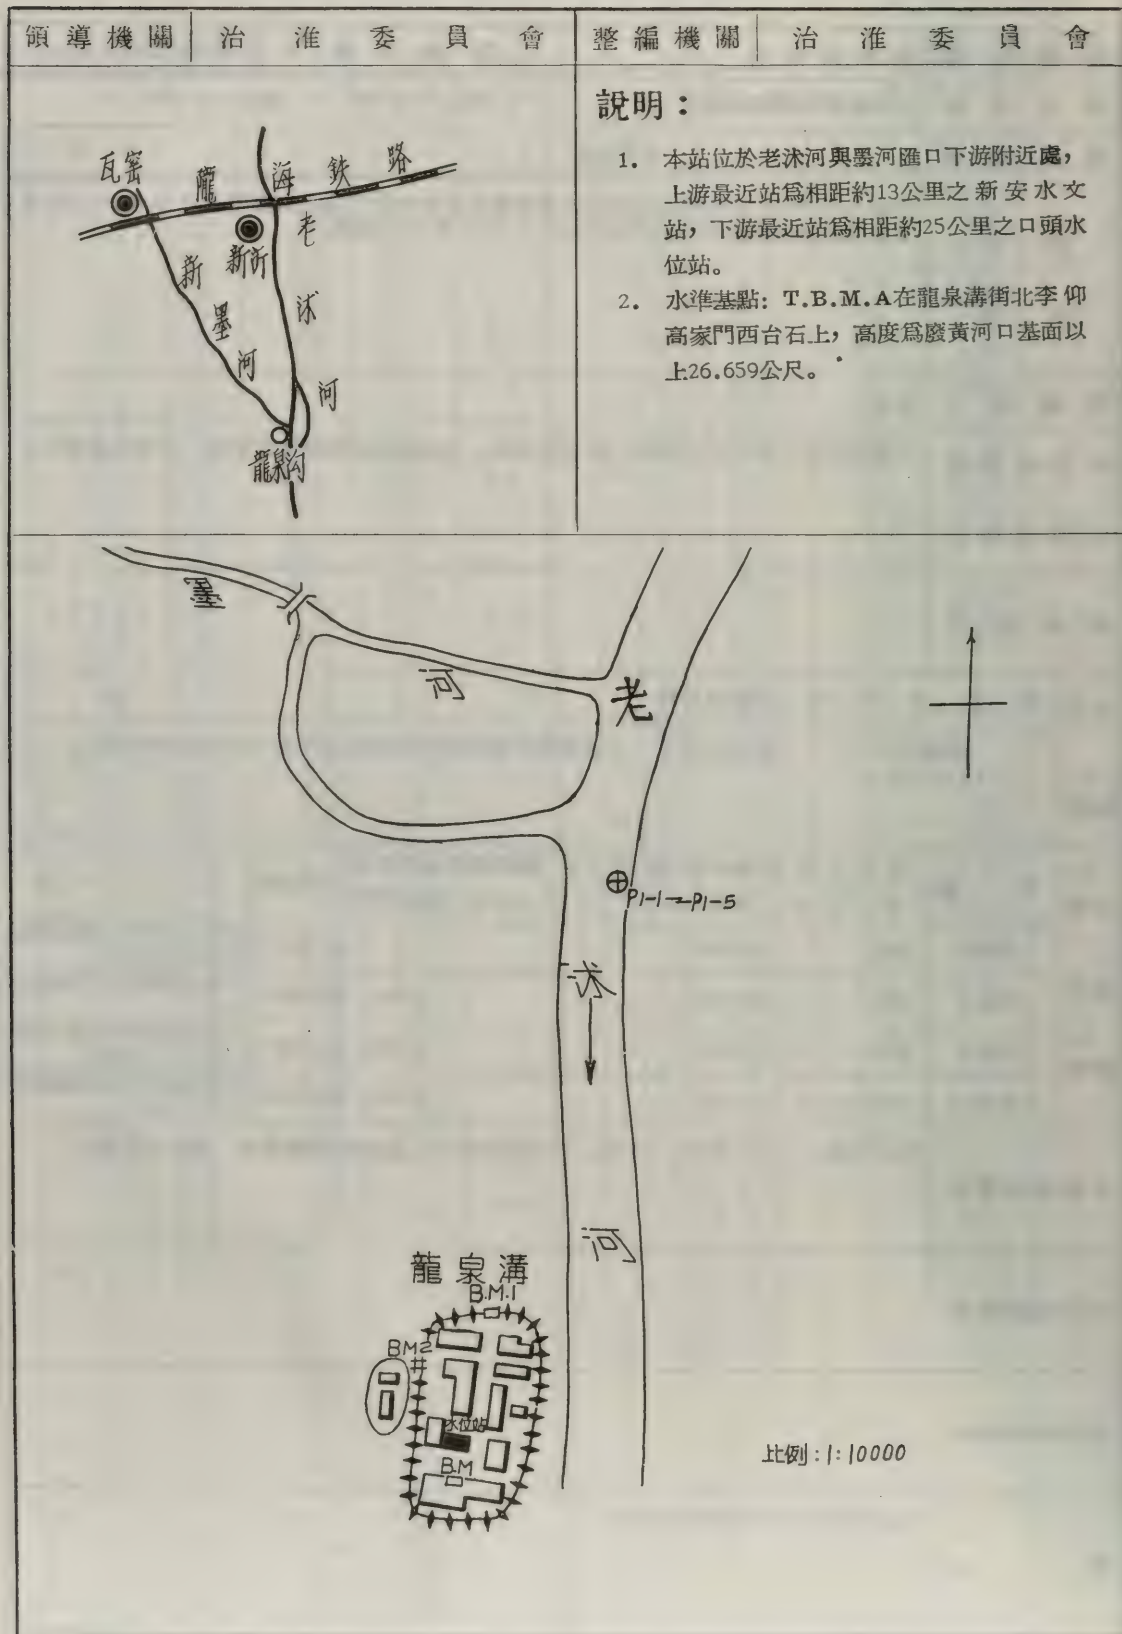 領導機關 治淮委員會 整編機關 治淮委員會
瓦窑
隴海鉄路
新沂
新墨河
老沭河
龍泉沟
說明：
1. 本站位於老沭河與墨河匯口下游附近處，
上游最近站爲相距約13公里之新安水文
站，下游最近站爲相距約25公里之口頭水
位站。
2. 水準基點：T.B.M.A在龍泉溝街北李仰
高家門西台石上，高度爲廢黃河口基面以
上26.659公尺。
墨河
老沭河
P1-1—P1-5
龍泉溝
B.M.1
BM2
井
水位站
B.M
比例：1:10000